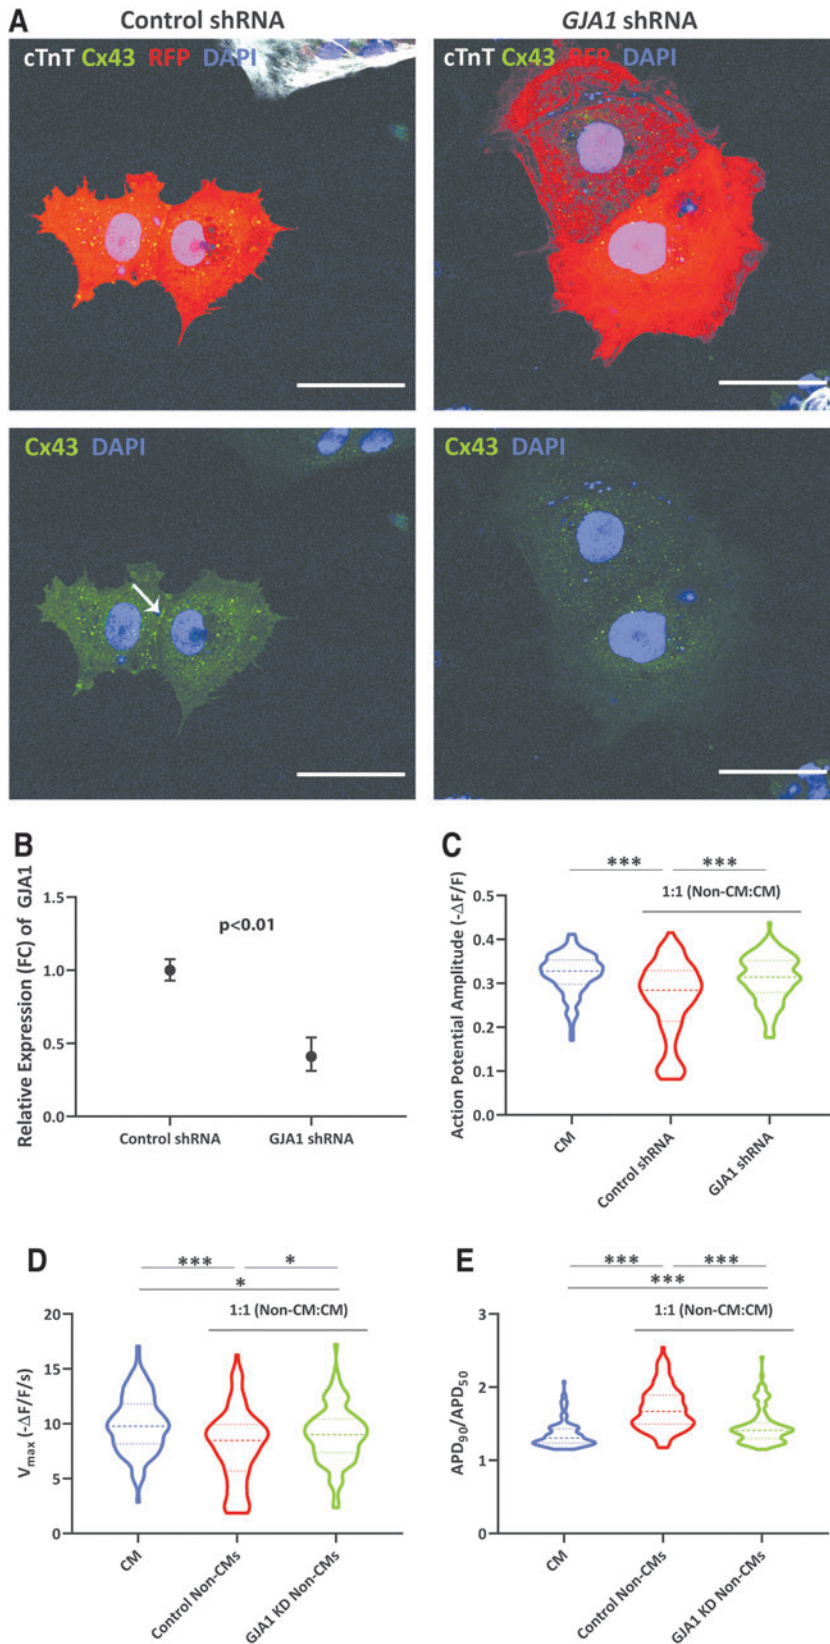 A
Control shRNA
GJA1 shRNA
cTnT Cx43 RFP DAPI
cTnT Cx43 RFP DAPI
Cx43 DAPI
Cx43 DAPI
B
Relative Expression (FC) of GJA1
1.5
1.0
0.5
0.0
p<0.01
Control shRNA
GJA1 shRNA
C
*** ***
1:1 (Non-CM:CM)
Action Potential Amplitude (-ΔF/F)
0.5
0.4
0.3
0.2
0.1
0.0
CM
Control shRNA
GJA1 shRNA
D
*** *
*
1:1 (Non-CM:CM)
Vmax (-ΔF/F/s)
20
15
10
5
0
CM
Control Non-CMs
GJA1 KD Non-CMs
E
*** ***
***
1:1 (Non-CM:CM)
APD90/APD50
3
2
1
0
CM
Control Non-CMs
GJA1 KD Non-CMs